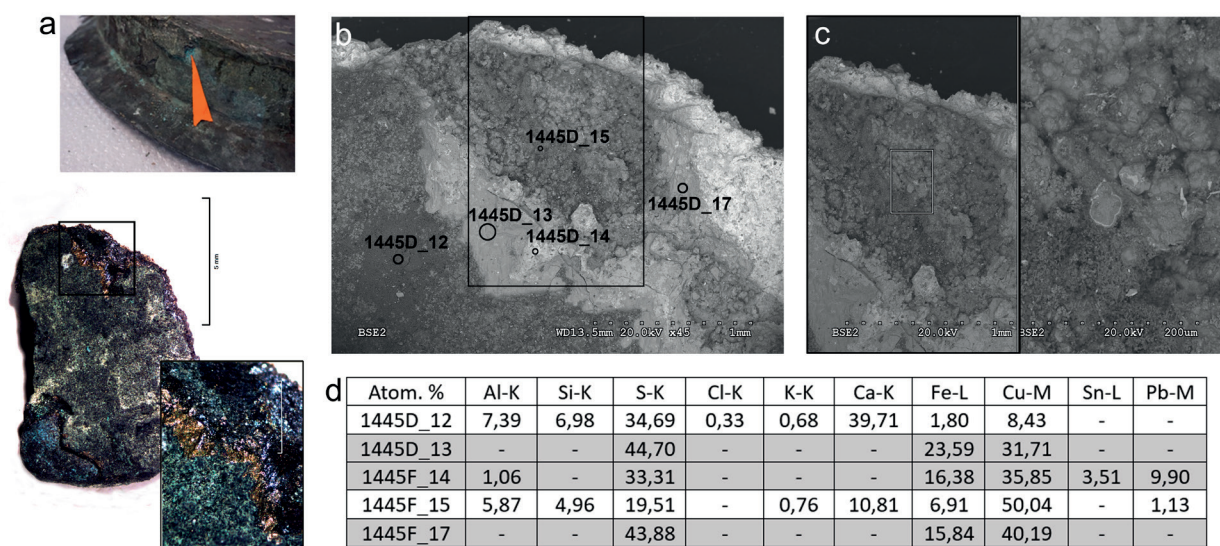 a
5 mm
b
1445D_15
1445D_17
1445D_13
1445D_14
1445D_12
BSE2 WD13.5mm 20.0kV x45 1mm
c
BSE2 20.0kV 1mm BSE2 20.0kV 200um
d
Atom. % Al-K Si-K S-K Cl-K K-K Ca-K Fe-L Cu-M Sn-L Pb-M
1445D_12 7,39 6,98 34,69 0,33 0,68 39,71 1,80 8,43 - -
1445D_13 - - 44,70 - - - 23,59 31,71 - -
1445F_14 1,06 - 33,31 - - - 16,38 35,85 3,51 9,90
1445F_15 5,87 4,96 19,51 - 0,76 10,81 6,91 50,04 - 1,13
1445F_17 - - 43,88 - - - 15,84 40,19 - -